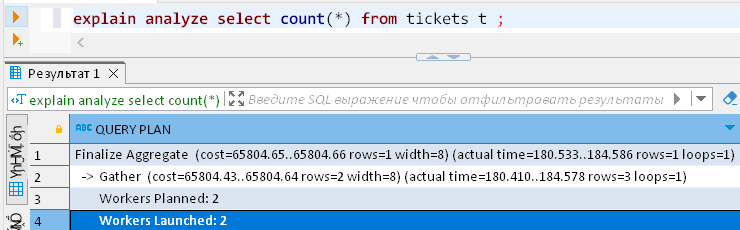 explain analyze select count(*) from tickets t ;
Результат 1
explain analyze select count(*)
Введите SQL выражение чтобы отфильтровать результаты
ABC QUERY PLAN
1 Finalize Aggregate (cost=65804.65..65804.66 rows=1 width=8) (actual time=180.533..184.586 rows=1 loops=1)
2 -> Gather (cost=65804.43..65804.64 rows=2 width=8) (actual time=180.410..184.578 rows=3 loops=1)
3 Workers Planned: 2
4 Workers Launched: 2